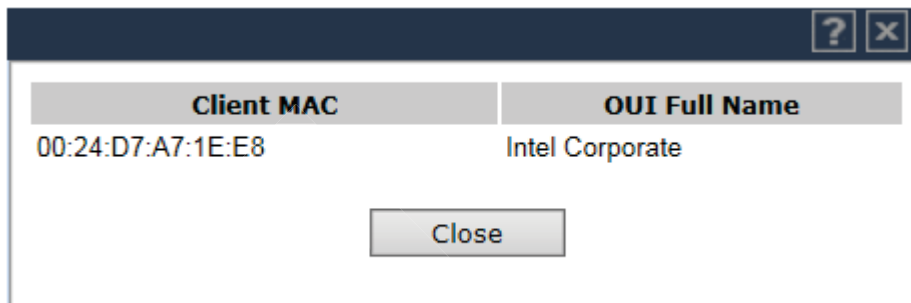 ? x
Client MAC OUI Full Name
00:24:D7:A7:1E:E8 Intel Corporate
Close